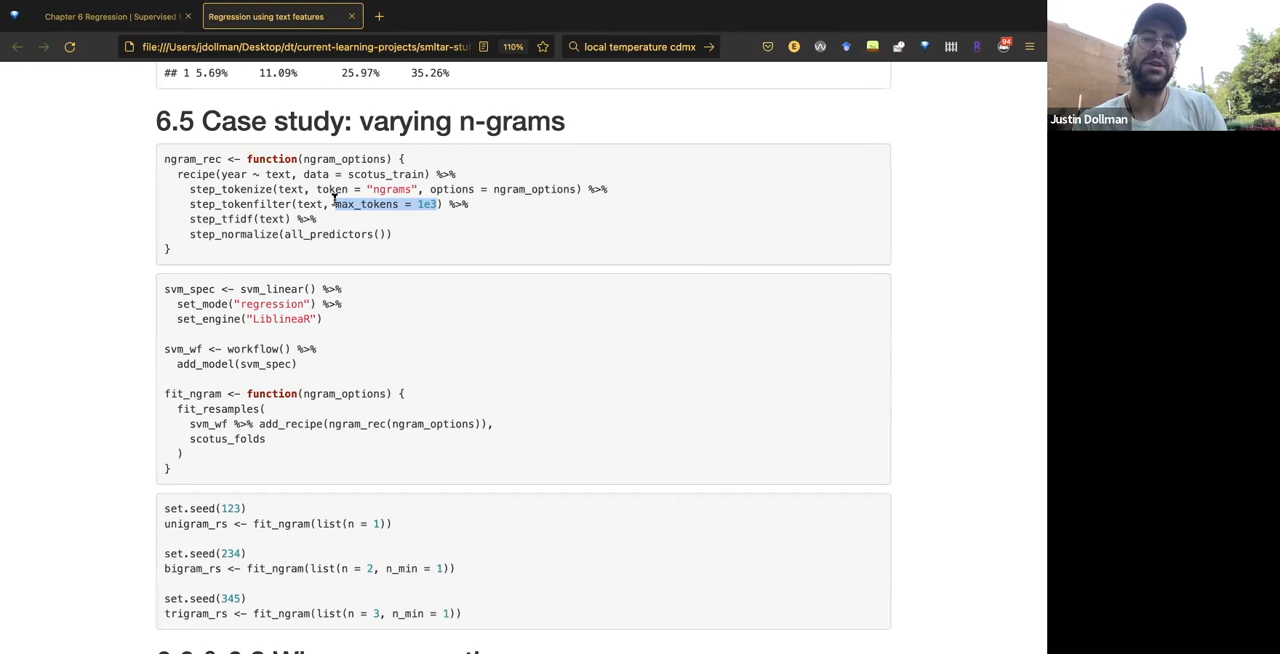 Chapter 6 Regression | Supervised
Regression using text features
file:///Users/jdollman/Desktop/dt/current-learning-projects/smltar-stu
110%
local temperature cdmx
94
## 1 5.69% 11.09% 25.97% 35.26%
6.5 Case study: varying n-grams
ngram_rec <- function(ngram_options) {
recipe(year ~ text, data = scotus_train) %>%
step_tokenize(text, token = "ngrams", options = ngram_options) %>%
step_tokenfilter(text, max_tokens = 1e3) %>%
step_tfidf(text) %>%
step_normalize(all_predictors())
}
svm_spec <- svm_linear() %>%
set_mode("regression") %>%
set_engine("LiblineaR")
svm_wf <- workflow() %>%
add_model(svm_spec)
fit_ngram <- function(ngram_options) {
fit_resamples(
svm_wf %>% add_recipe(ngram_rec(ngram_options)),
scotus_folds
)
}
set.seed(123)
unigram_rs <- fit_ngram(list(n = 1))
set.seed(234)
bigram_rs <- fit_ngram(list(n = 2, n_min = 1))
set.seed(345)
trigram_rs <- fit_ngram(list(n = 3, n_min = 1))
Justin Dollman